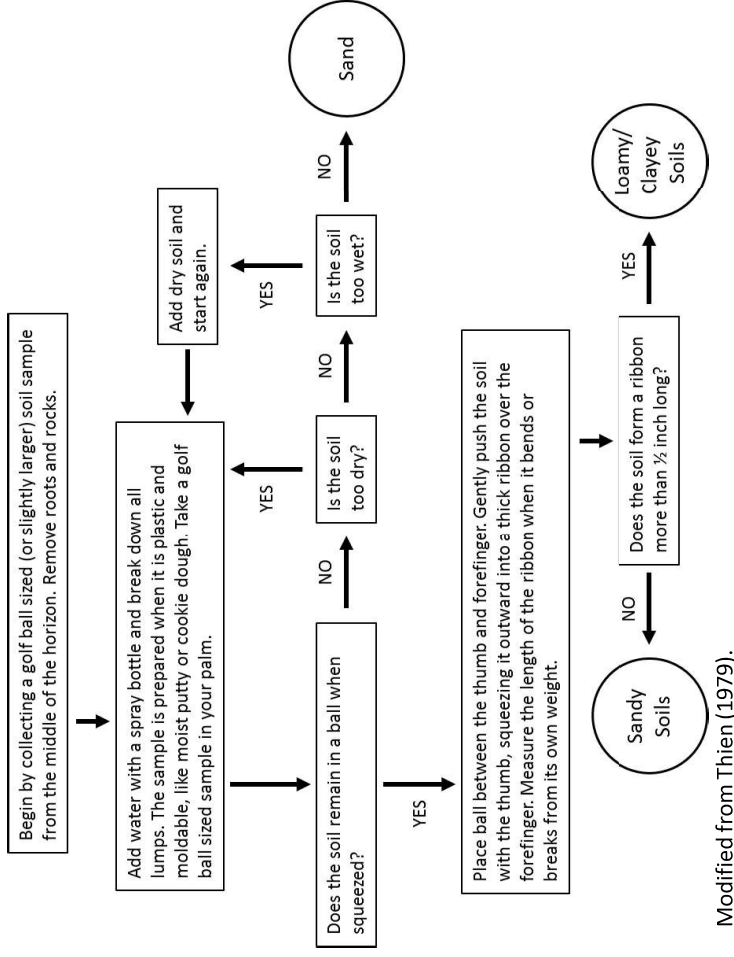 Begin by collecting a golf ball sized (or slightly larger) soil sample
from the middle of the horizon. Remove roots and rocks.
Add water with a spray bottle and break down all
lumps. The sample is prepared when it is plastic and
moldable, like moist putty or cookie dough. Take a golf
ball sized sample in your palm.
Add dry soil and
start again.
YES
YES
Does the soil remain in a ball when
squeezed?
NO
Is the soil
too dry?
NO
Is the soil
too wet?
NO
Sand
YES
Place ball between the thumb and forefinger. Gently push the soil
with the thumb, squeezing it outward into a thick ribbon over the
forefinger. Measure the length of the ribbon when it bends or
breaks from its own weight.
Sandy
Soils
NO
Does the soil form a ribbon
more than ½ inch long?
YES
Loamy/
Clayey
Soils
Modified from Thien (1979).